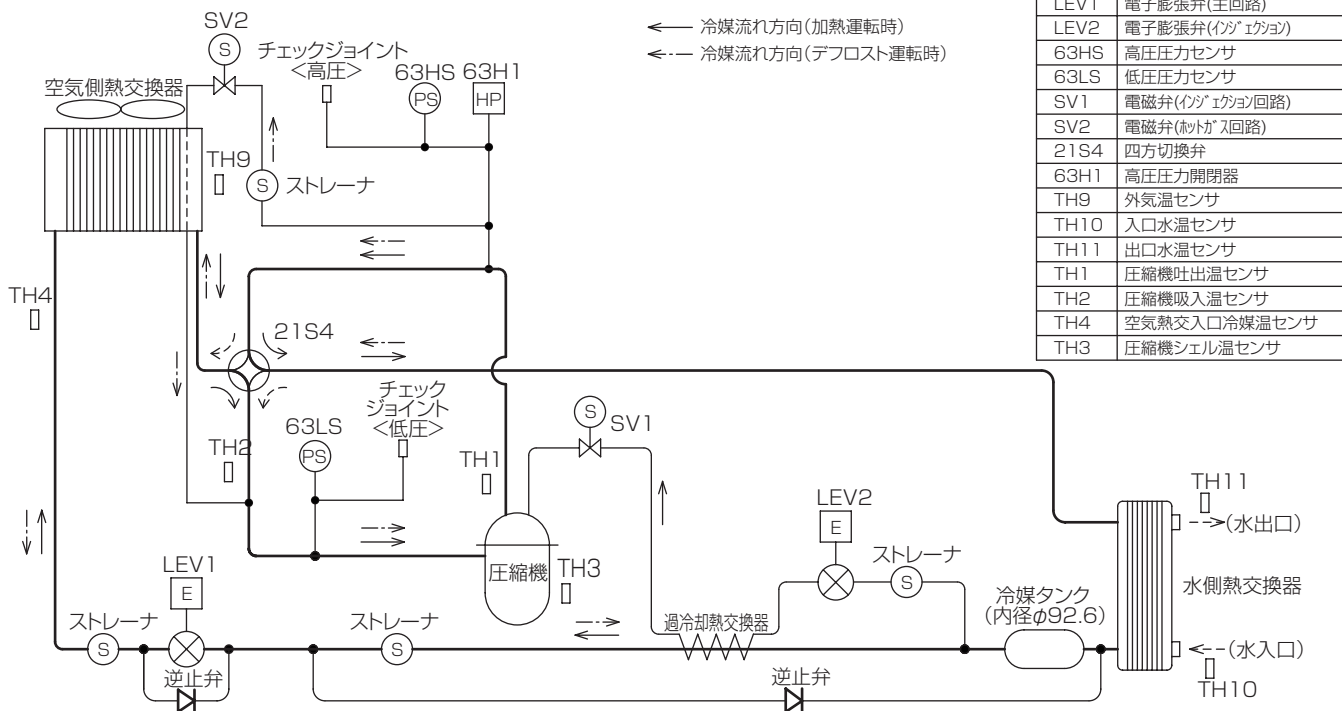 SV2
S
チェックジョイント
<高圧>
63HS
63H1
PS
HP
空気側熱交換器
TH9
S
ストレーナ
← 冷媒流れ方向(加熱運転時)
冷媒流れ方向(デフロスト運転時)
LEV1 電子膨張弁(主回路)
LEV2 電子膨張弁(インジェクション)
63HS 高圧圧力センサ
63LS 低圧圧力センサ
SV1 電磁弁(インジェクション回路)
SV2 電磁弁(ホットガス回路)
21S4 四方切換弁
63H1 高圧圧力開閉器
TH9 外気温センサ
TH10 入口水温センサ
TH11 出口水温センサ
TH1 圧縮機吐出温センサ
TH2 圧縮機吸入温センサ
TH4 空気熱交入口冷媒温センサ
TH3 圧縮機シェル温センサ
TH4
21S4
チェック
ジョイント
<低圧>
63LS
PS
TH2
TH1
S
SV1
LEV2
E
ストレーナ
S
TH11
(水出口)
水側熱交換器
冷媒タンク
(内径φ92.6)
圧縮機
TH3
過冷却熱交換器
LEV1
E
ストレーナ
S
ストレーナ
S
逆止弁
逆止弁
(水入口)
TH10